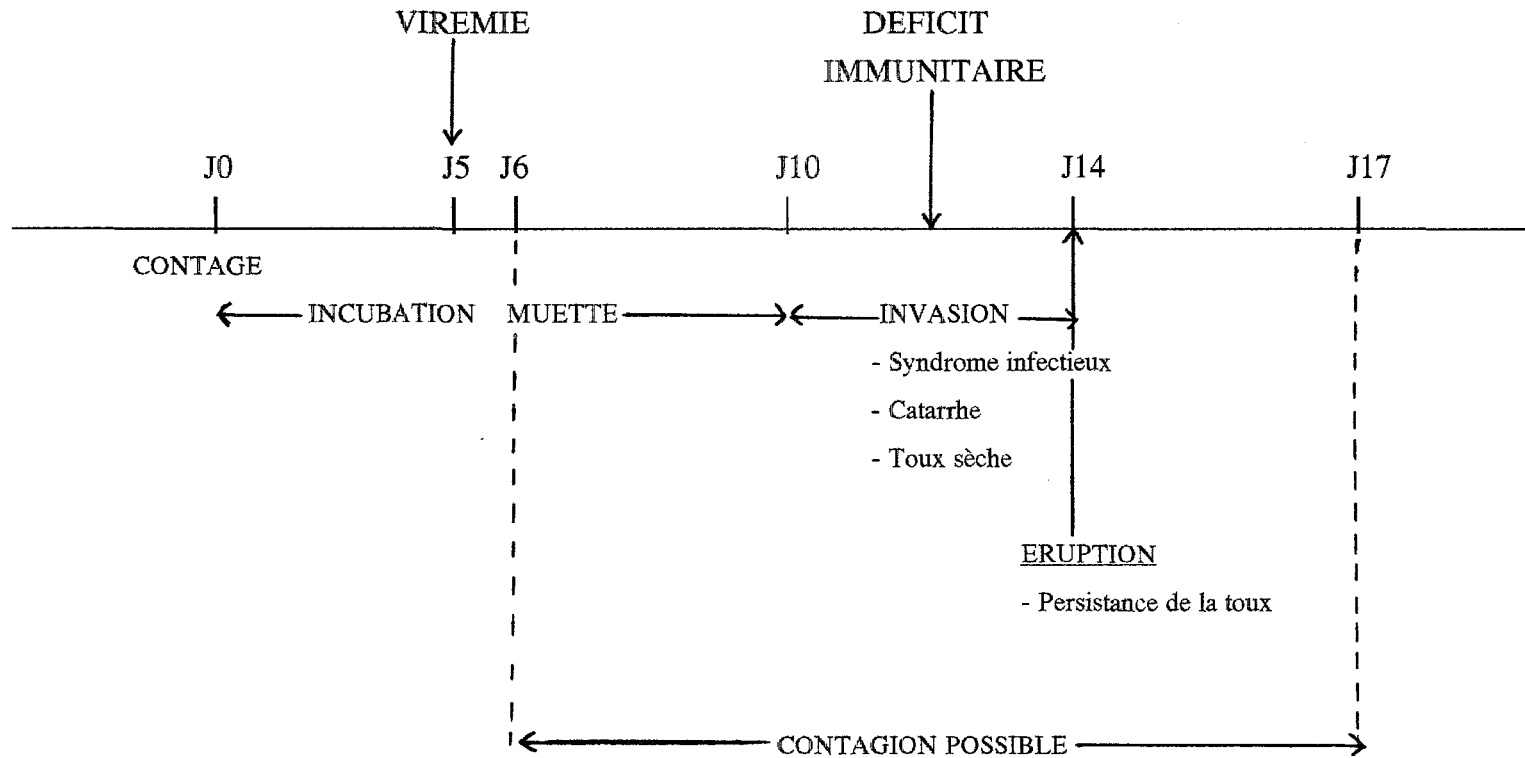 VIREMIE
DEFICIT
IMMUNITAIRE
J0 J5 J6 J10 J14 J17
CONTAGE
INCUBATION MUETTE INVASION
- Syndrome infectieux
- Catarrhe
- Toux sèche
ERUPTION
- Persistance de la toux
CONTAGION POSSIBLE